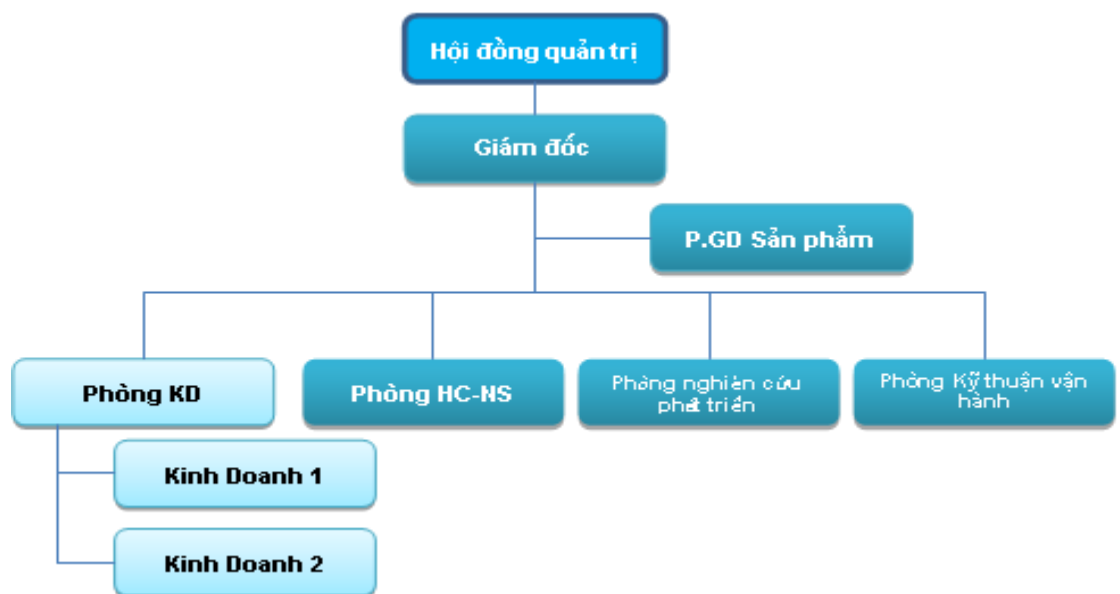 Hội đồng quản trị
Giám đốc
P.GD Sản phẩm
Phòng KD
Phòng HC-NS
Phòng nghiên cứu
phát triển
Phòng Kỹ thuận vận
hành
Kinh Doanh 1
Kinh Doanh 2